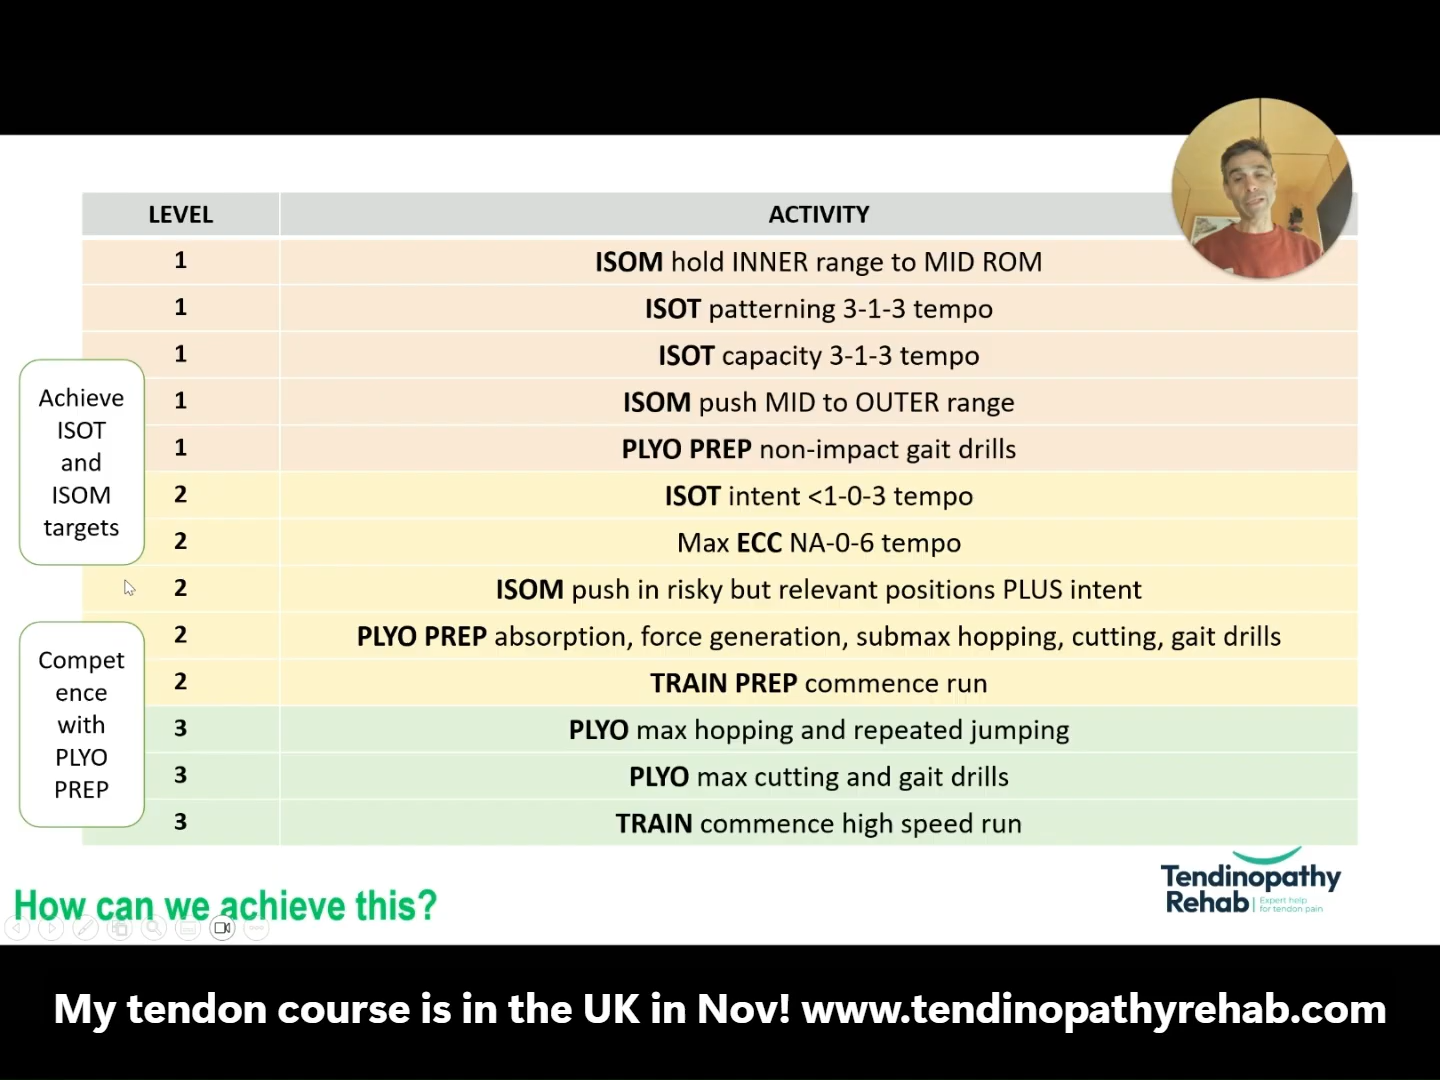 LEVEL ACTIVITY
1 ISOM hold INNER range to MID ROM
1 ISOT patterning 3-1-3 tempo
1 ISOT capacity 3-1-3 tempo
1 ISOM push MID to OUTER range
1 PLYO PREP non-impact gait drills
2 ISOT intent <1-0-3 tempo
2 Max ECC NA-0-6 tempo
2 ISOM push in risky but relevant positions PLUS intent
2 PLYO PREP absorption, force generation, submax hopping, cutting, gait drills
2 TRAIN PREP commence run
3 PLYO max hopping and repeated jumping
3 PLYO max cutting and gait drills
3 TRAIN commence high speed run
Achieve
ISOT
and
ISOM
targets
Compet
ence
with
PLYO
PREP
How can we achieve this?
Tendinopathy
Rehab
Expert help
for tendon pain
My tendon course is in the UK in Nov! www.tendinopathyrehab.com